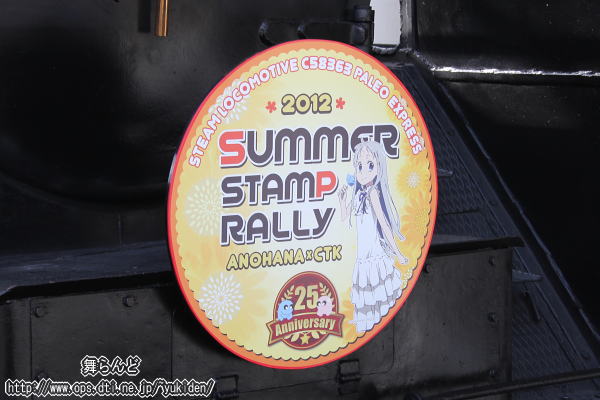 STEAM LOCOMOTIVE C58363 PALEO EXPRESS
* 2012 *
SUMMER
STAMP
RALLY
ANOHANA×CTK
25
Anniversary
舞らんど
http://www.ops.dti.ne.jp/yukiden/